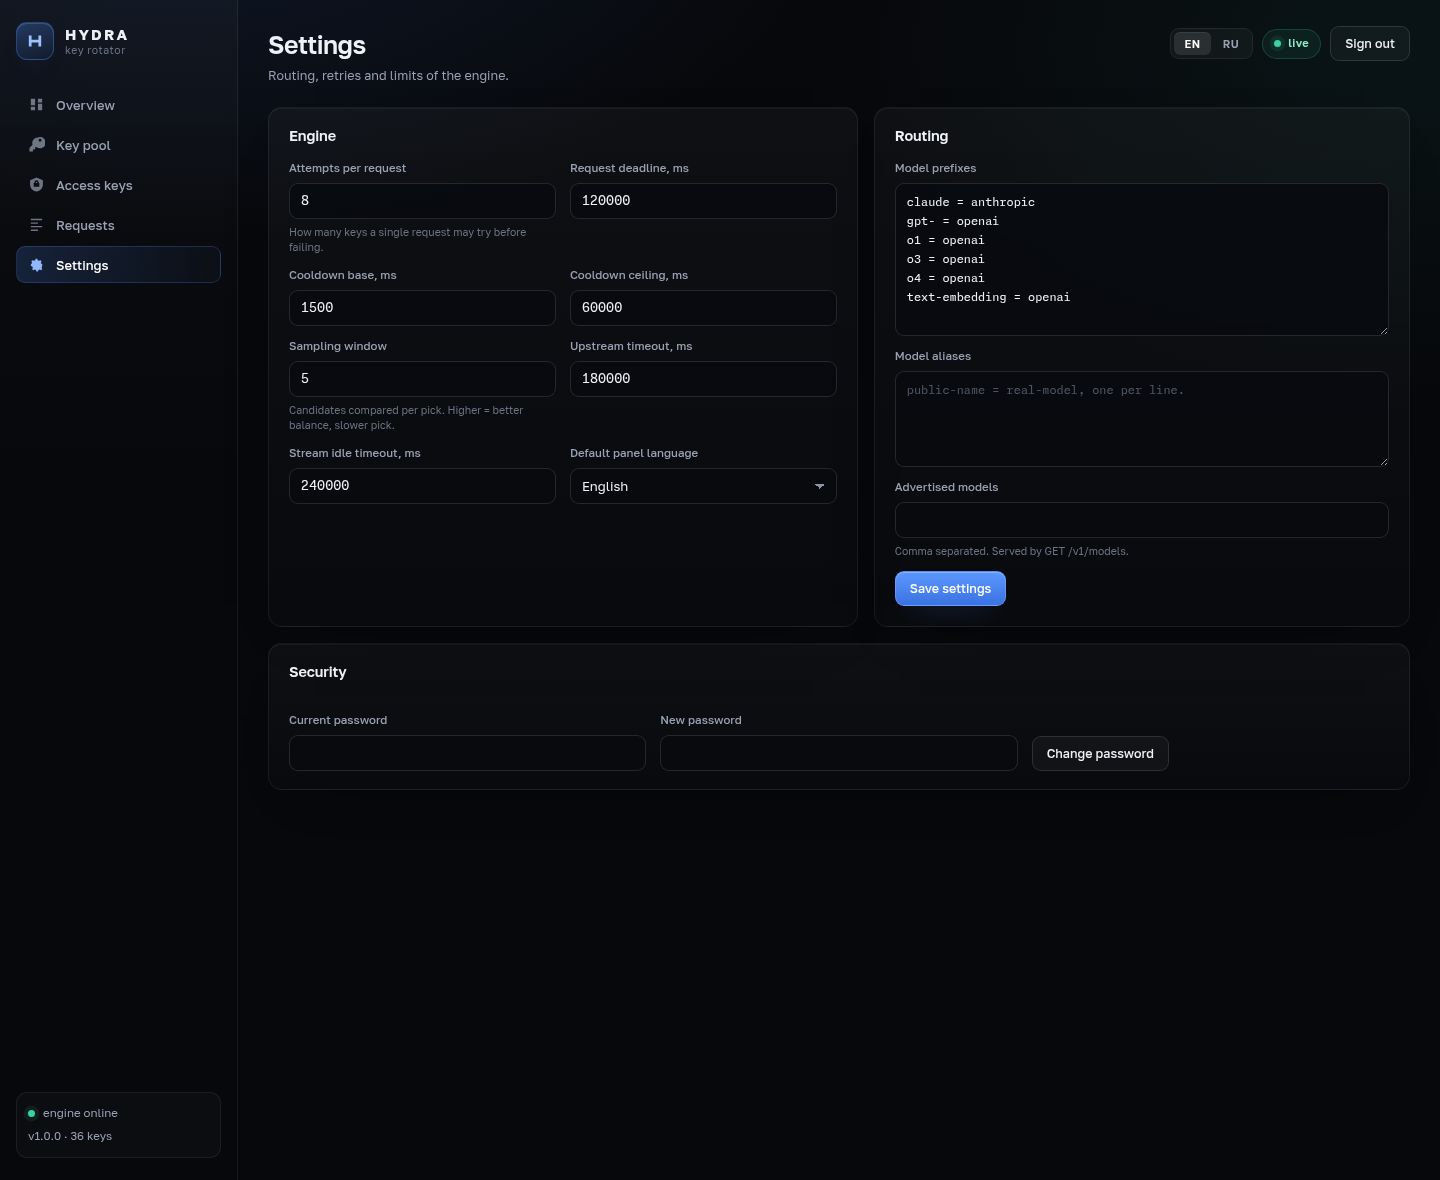 HYDRA
key rotator
Overview
Key pool
Access keys
Requests
Settings
engine online
v1.0.0 · 36 keys
Settings
Routing, retries and limits of the engine.
EN RU
live
Sign out
Engine
Attempts per request
8
How many keys a single request may try before
failing.
Request deadline, ms
120000
Cooldown base, ms
1500
Cooldown ceiling, ms
60000
Sampling window
5
Candidates compared per pick. Higher = better
balance, slower pick.
Upstream timeout, ms
180000
Stream idle timeout, ms
240000
Default panel language
English
Routing
Model prefixes
claude = anthropic
gpt- = openai
o1 = openai
o3 = openai
o4 = openai
text-embedding = openai
Model aliases
public-name = real-model, one per line.
Advertised models
Comma separated. Served by GET /v1/models.
Save settings
Security
Current password
New password
Change password